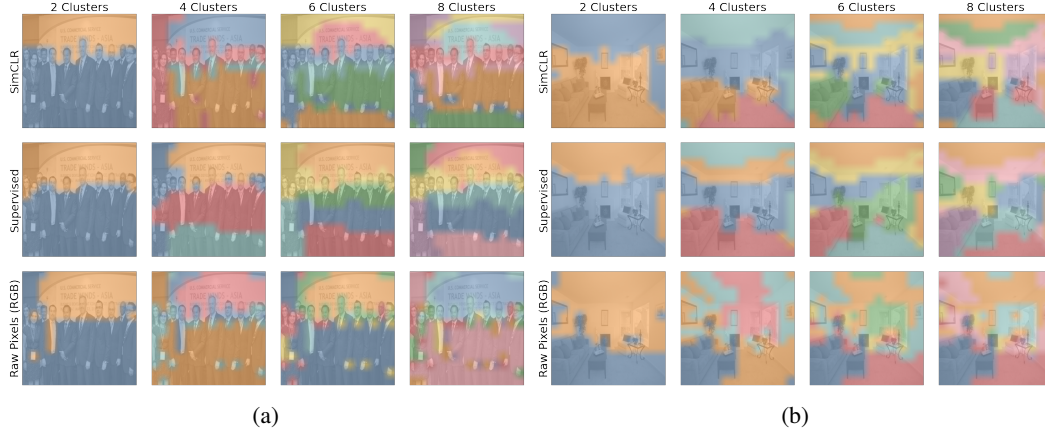 2 Clusters 4 Clusters 6 Clusters 8 Clusters 2 Clusters 4 Clusters 6 Clusters 8 Clusters
SimCLR SimCLR
Supervised Supervised
Raw Pixels (RGB) Raw Pixels (RGB)
(a) (b)